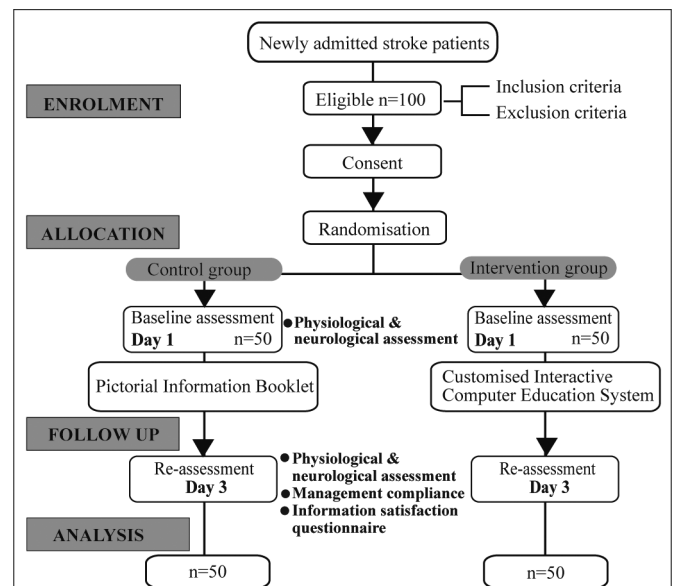 Newly admitted stroke patients
ENROLMENT
Eligible n=100
Inclusion criteria
Exclusion criteria
Consent
ALLOCATION
Randomisation
Control group
Intervention group
Baseline assessment
Day 1 n=50
●Physiological &
neurological assessment
Baseline assessment
Day 1 n=50
Pictorial Information Booklet
Customised Interactive
Computer Education System
FOLLOW UP
Re-assessment
Day 3
●Physiological &
neurological assessment
●Management compliance
●Information satisfaction
questionnaire
Re-assessment
Day 3
ANALYSIS
n=50
n=50